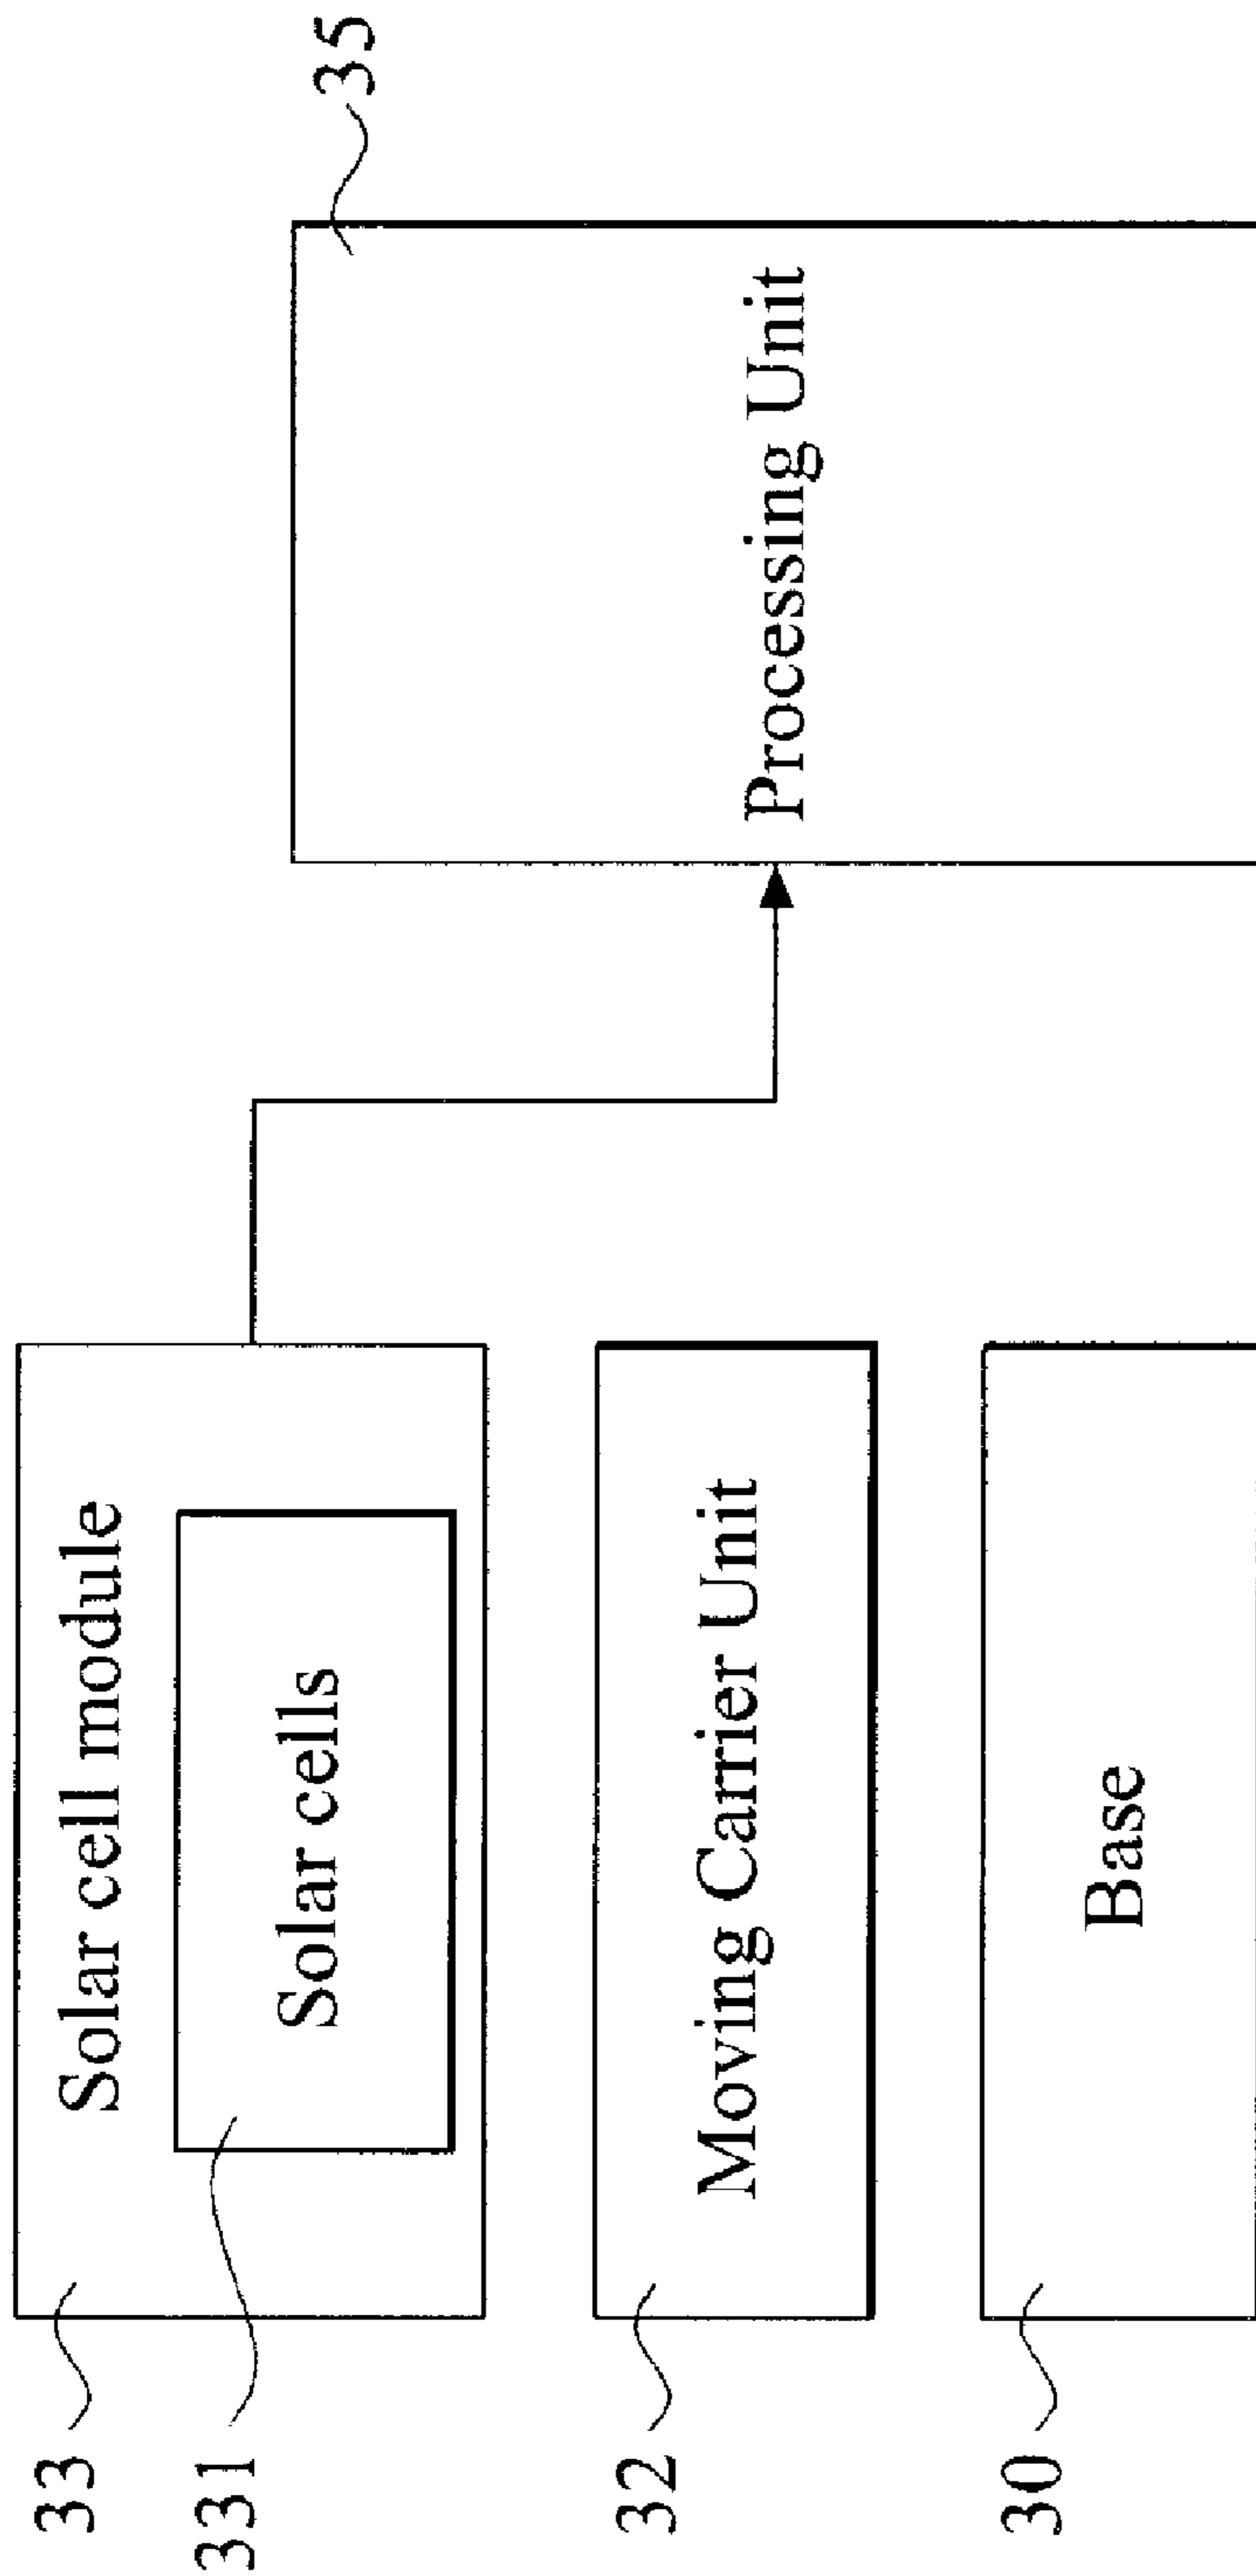 33
Solar cell module
331
Solar cells
35
Processing Unit
32
Moving Carrier Unit
30
Base